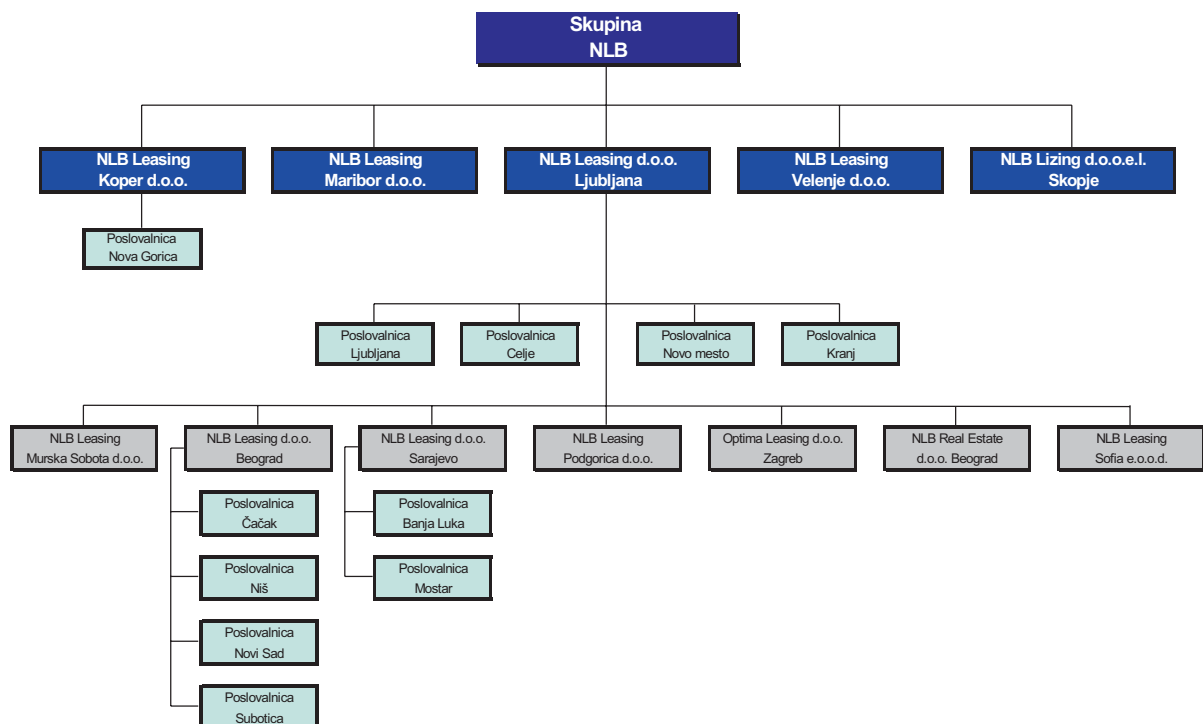 Skupina
NLB
NLB Leasing
Koper d.o.o.
NLB Leasing
Maribor d.o.o.
NLB Leasing d.o.o.
Ljubljana
NLB Leasing
Velenje d.o.o.
NLB Lizing d.o.o.e.l.
Skopje
Poslovalnica
Nova Gorica
Poslovalnica
Ljubljana
Poslovalnica
Celje
Poslovalnica
Novo mesto
Poslovalnica
Kranj
NLB Leasing
Murska Sobota d.o.o.
NLB Leasing d.o.o.
Beograd
NLB Leasing d.o.o.
Sarajevo
NLB Leasing
Podgorica d.o.o.
Optima Leasing d.o.o.
Zagreb
NLB Real Estate
d.o.o. Beograd
NLB Leasing
Sofia e.o.o.d.
Poslovalnica
Čačak
Poslovalnica
Banja Luka
Poslovalnica
Niš
Poslovalnica
Mostar
Poslovalnica
Novi Sad
Poslovalnica
Subotica